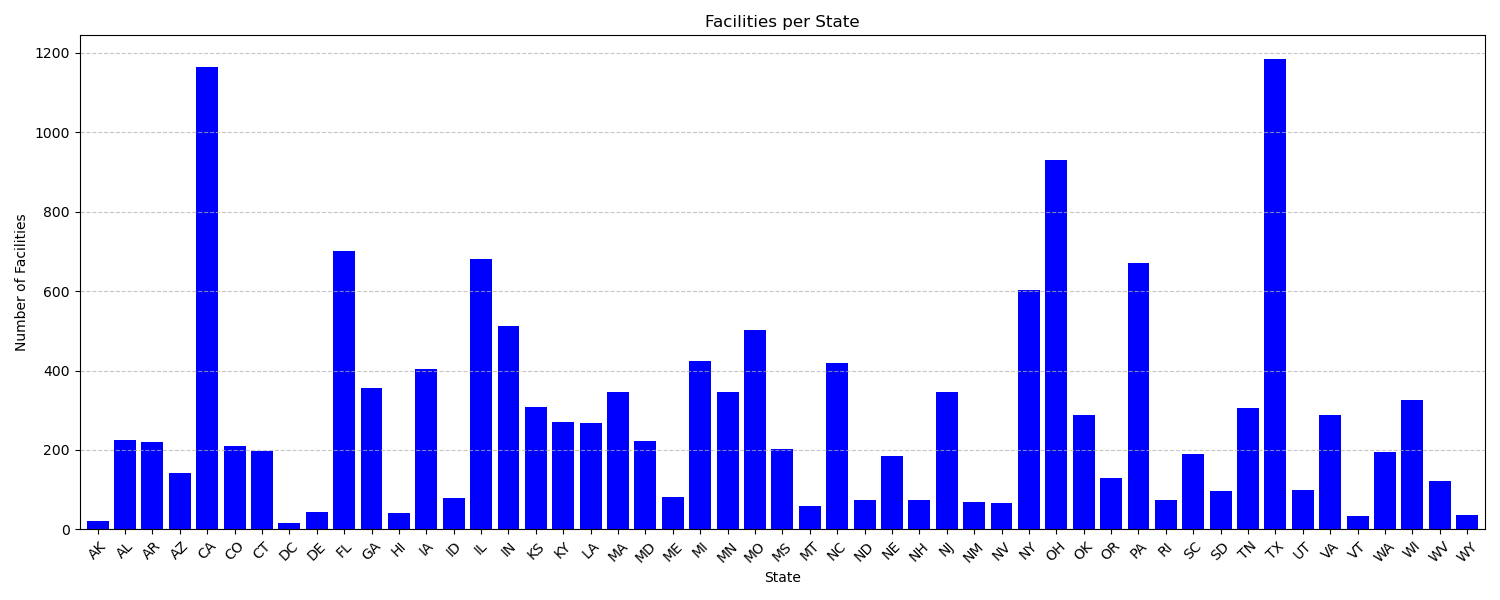 Facilities per State
Number of Facilities
1200
1000
800
600
400
200
0
AK AL AR AZ CA CO CT DC DE FL GA HI IA ID IL IN KS KY LA MA MD ME MI MN MO MS MT NC ND NE NH NJ NM NV NY OH OK OR PA RI SC SD TN TX UT VA VT WA WI WV WY
State